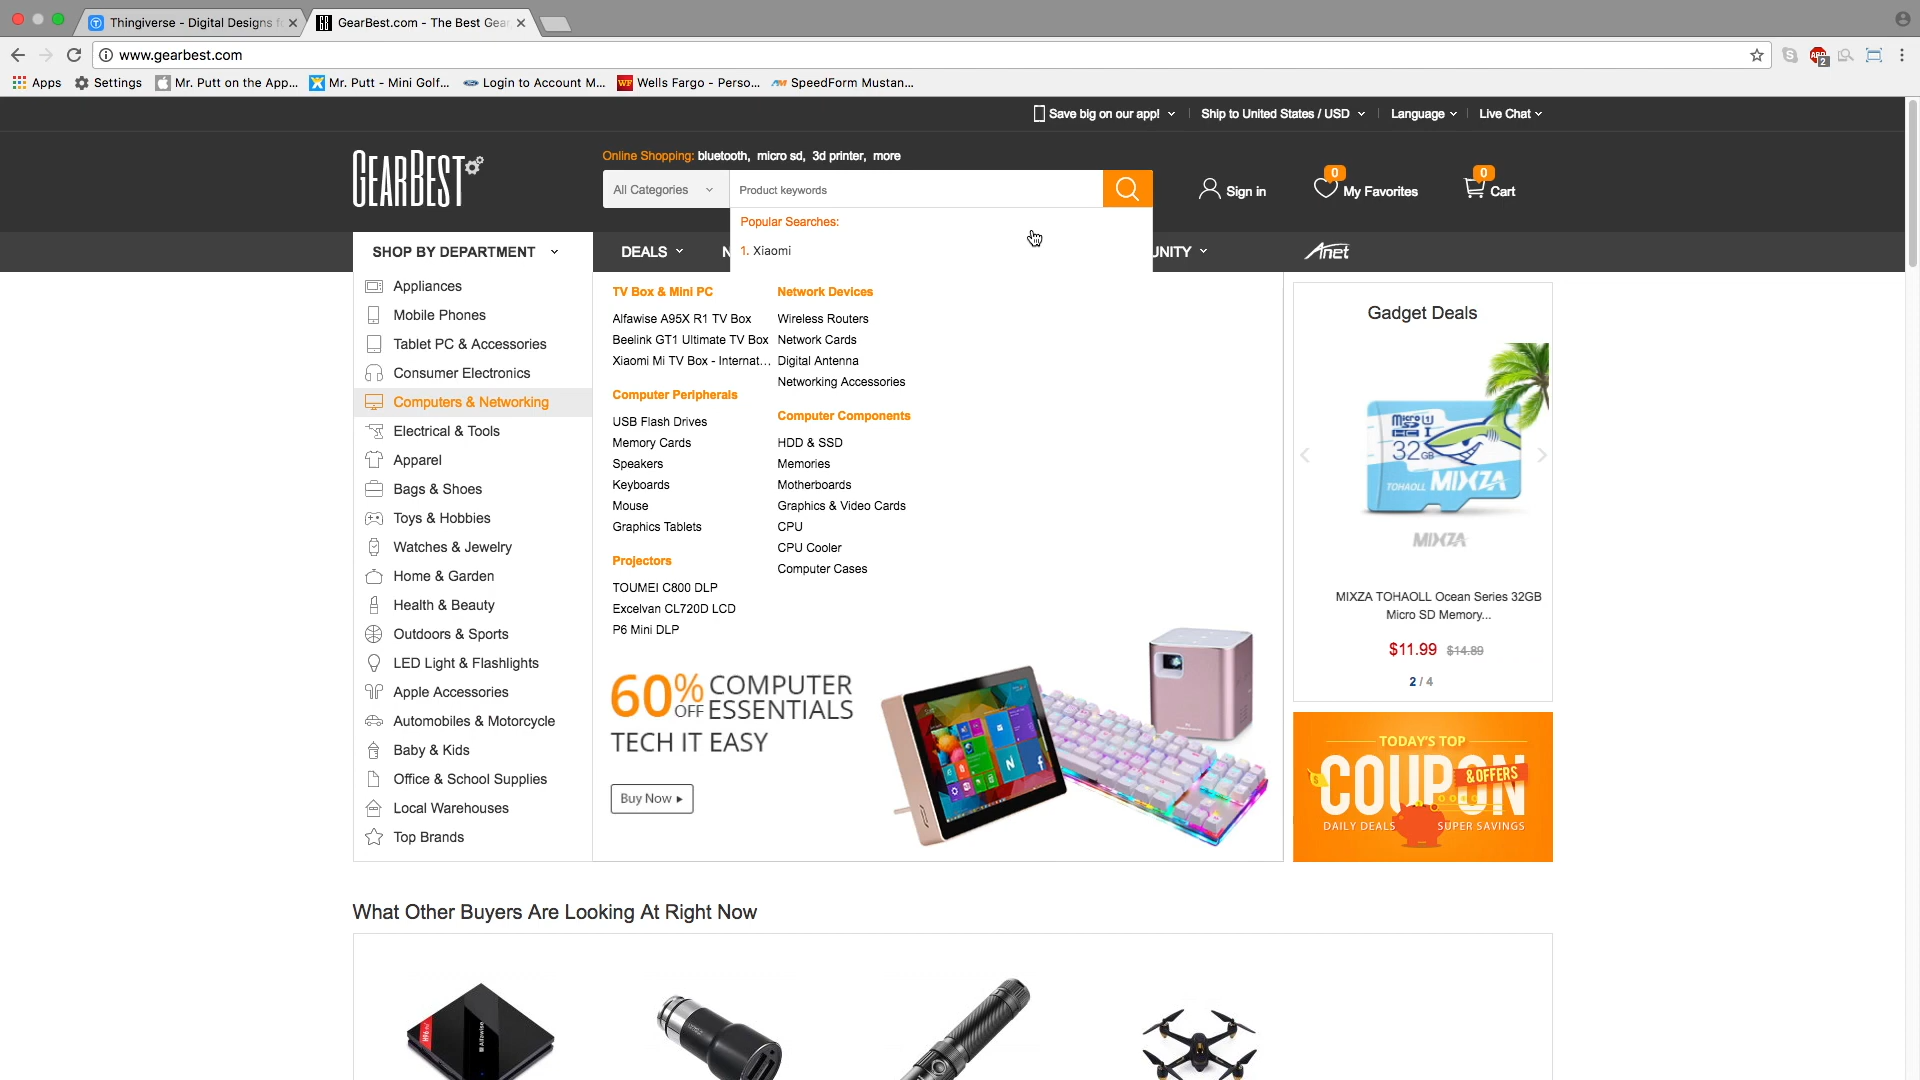 Thingiverse - Digital Designs f
GearBest.com - The Best Gear
www.gearbest.com
Apps
Settings
Mr. Putt on the App...
Mr. Putt - Mini Golf...
Login to Account M...
Wells Fargo - Perso...
SpeedForm Mustan...
Save big on our app!
Ship to United States / USD
Language
Live Chat
GEARBEST
Online Shopping: bluetooth, micro sd, 3d printer, more
All Categories
Product keywords
0
Sign in
My Favorites
0
Cart
Popular Searches:
1. Xiaomi
SHOP BY DEPARTMENT
DEALS
N
UNITY
Anet
Appliances
Mobile Phones
Tablet PC & Accessories
Consumer Electronics
Computers & Networking
Electrical & Tools
Apparel
Bags & Shoes
Toys & Hobbies
Watches & Jewelry
Home & Garden
Health & Beauty
Outdoors & Sports
LED Light & Flashlights
Apple Accessories
Automobiles & Motorcycle
Baby & Kids
Office & School Supplies
Local Warehouses
Top Brands
TV Box & Mini PC
Alfawise A95X R1 TV Box
Beelink GT1 Ultimate TV Box
Xiaomi Mi TV Box - Internat...
Computer Peripherals
USB Flash Drives
Memory Cards
Speakers
Keyboards
Mouse
Graphics Tablets
Projectors
TOUMEI C800 DLP
Excelvan CL720D LCD
P6 Mini DLP
Network Devices
Wireless Routers
Network Cards
Digital Antenna
Networking Accessories
Computer Components
HDD & SSD
Memories
Motherboards
Graphics & Video Cards
CPU
CPU Cooler
Computer Cases
60% OFF COMPUTER
ESSENTIALS
TECH IT EASY
Buy Now
Gadget Deals
Micro SD
HC I
32GB
TOHAOLL MIXZA
MIXZA
MIXZA TOHAOLL Ocean Series 32GB
Micro SD Memory...
$11.99 $14.89
2 / 4
TODAY'S TOP
COUPON
& OFFERS
DAILY DEALS
SUPER SAVINGS
What Other Buyers Are Looking At Right Now
H96 Pro
Alfawise